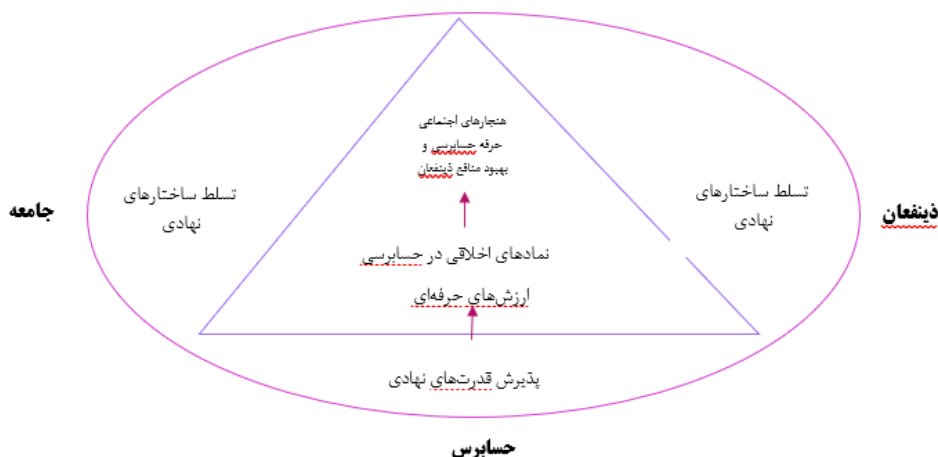 هنجارهای اجتماعی
حرفه حسابرسی و
بهبود منافع ذینفعان
تسلط ساختارهای
نهادی
تسلط ساختارهای
نهادی
ذینفعان
جامعه
نمادهای اخلاقی در حسابرسی
ارزش‌های حرفه‌ای
پذیرش قدرت‌های نهادی
حسابرس